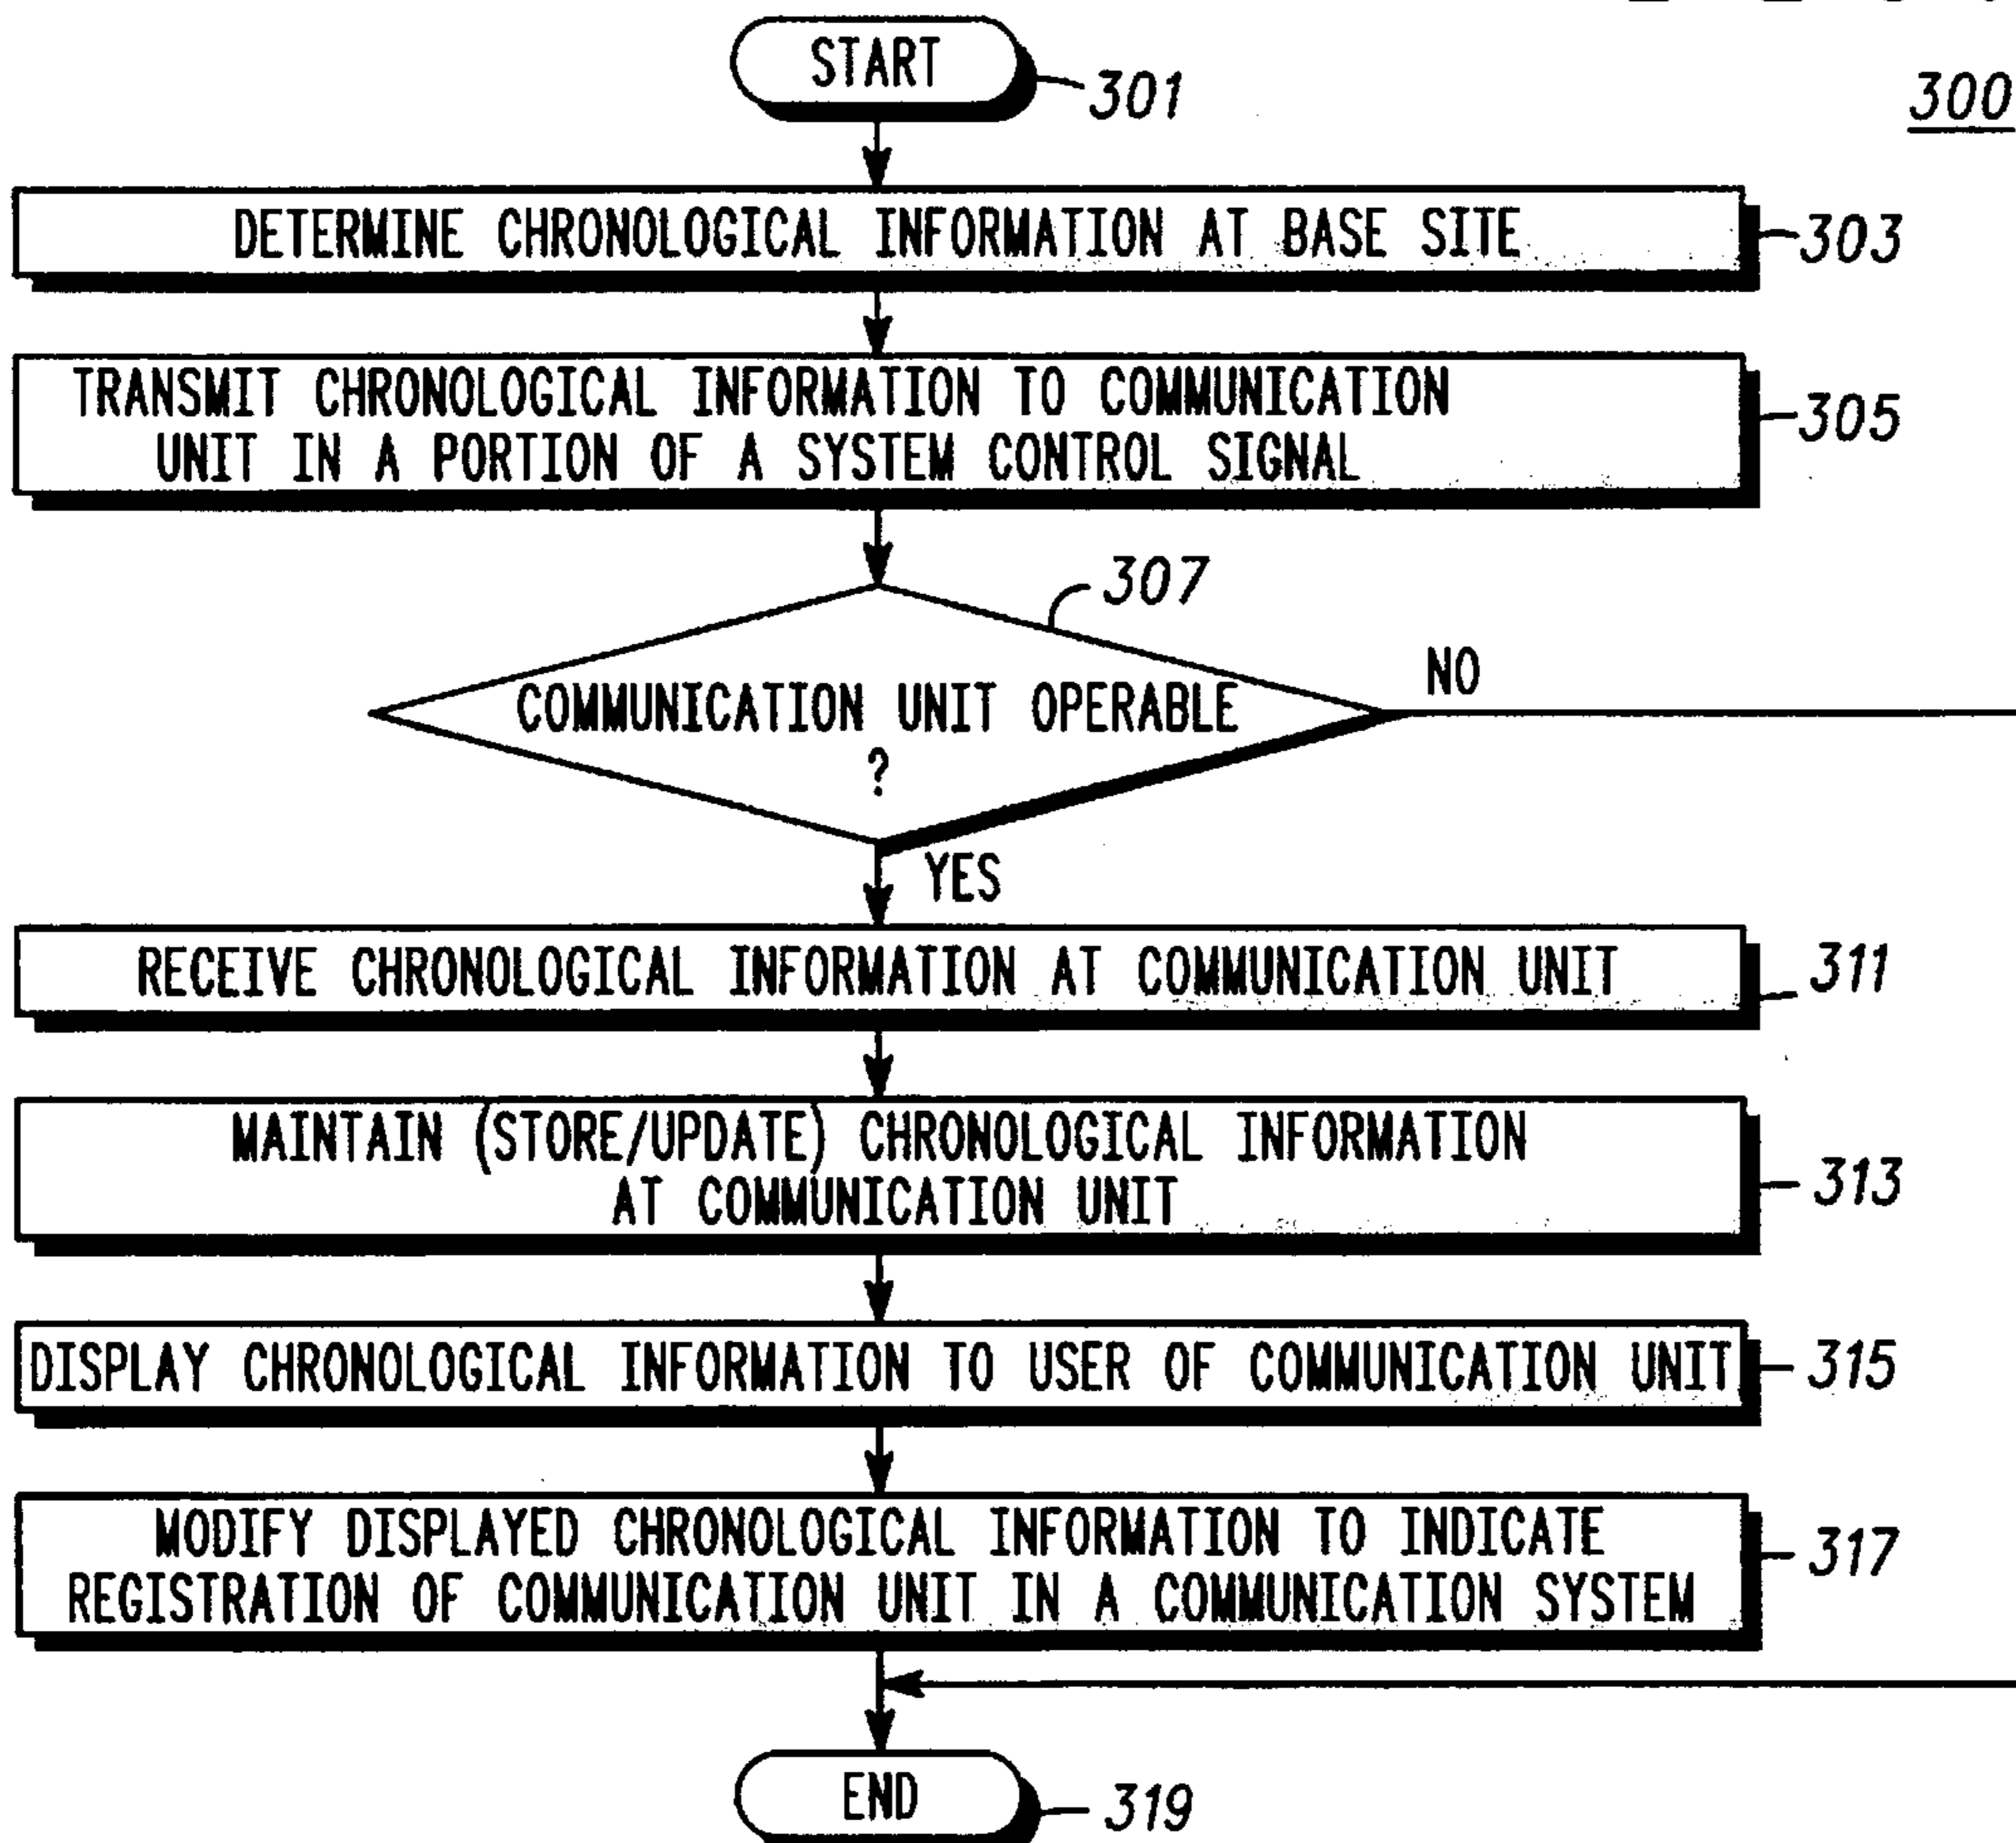 START
301
300
DETERMINE CHRONOLOGICAL INFORMATION AT BASE SITE
303
TRANSMIT CHRONOLOGICAL INFORMATION TO COMMUNICATION
UNIT IN A PORTION OF A SYSTEM CONTROL SIGNAL
305
307
COMMUNICATION UNIT OPERABLE
?
NO
YES
RECEIVE CHRONOLOGICAL INFORMATION AT COMMUNICATION UNIT
311
MAINTAIN (STORE/UPDATE) CHRONOLOGICAL INFORMATION
AT COMMUNICATION UNIT
313
DISPLAY CHRONOLOGICAL INFORMATION TO USER OF COMMUNICATION UNIT
315
MODIFY DISPLAYED CHRONOLOGICAL INFORMATION TO INDICATE
REGISTRATION OF COMMUNICATION UNIT IN A COMMUNICATION SYSTEM
317
END
319